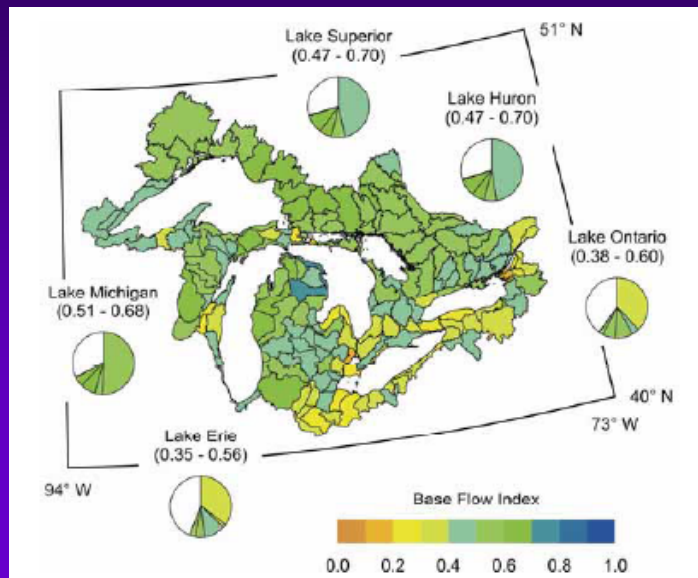 51° N
Lake Superior
(0.47 - 0.70)
Lake Huron
(0.47 - 0.70)
Lake Ontario
(0.38 - 0.60)
Lake Michigan
(0.51 - 0.68)
40° N
73° W
Lake Erie
(0.35 - 0.56)
94° W
Base Flow Index
0.0 0.2 0.4 0.6 0.8 1.0